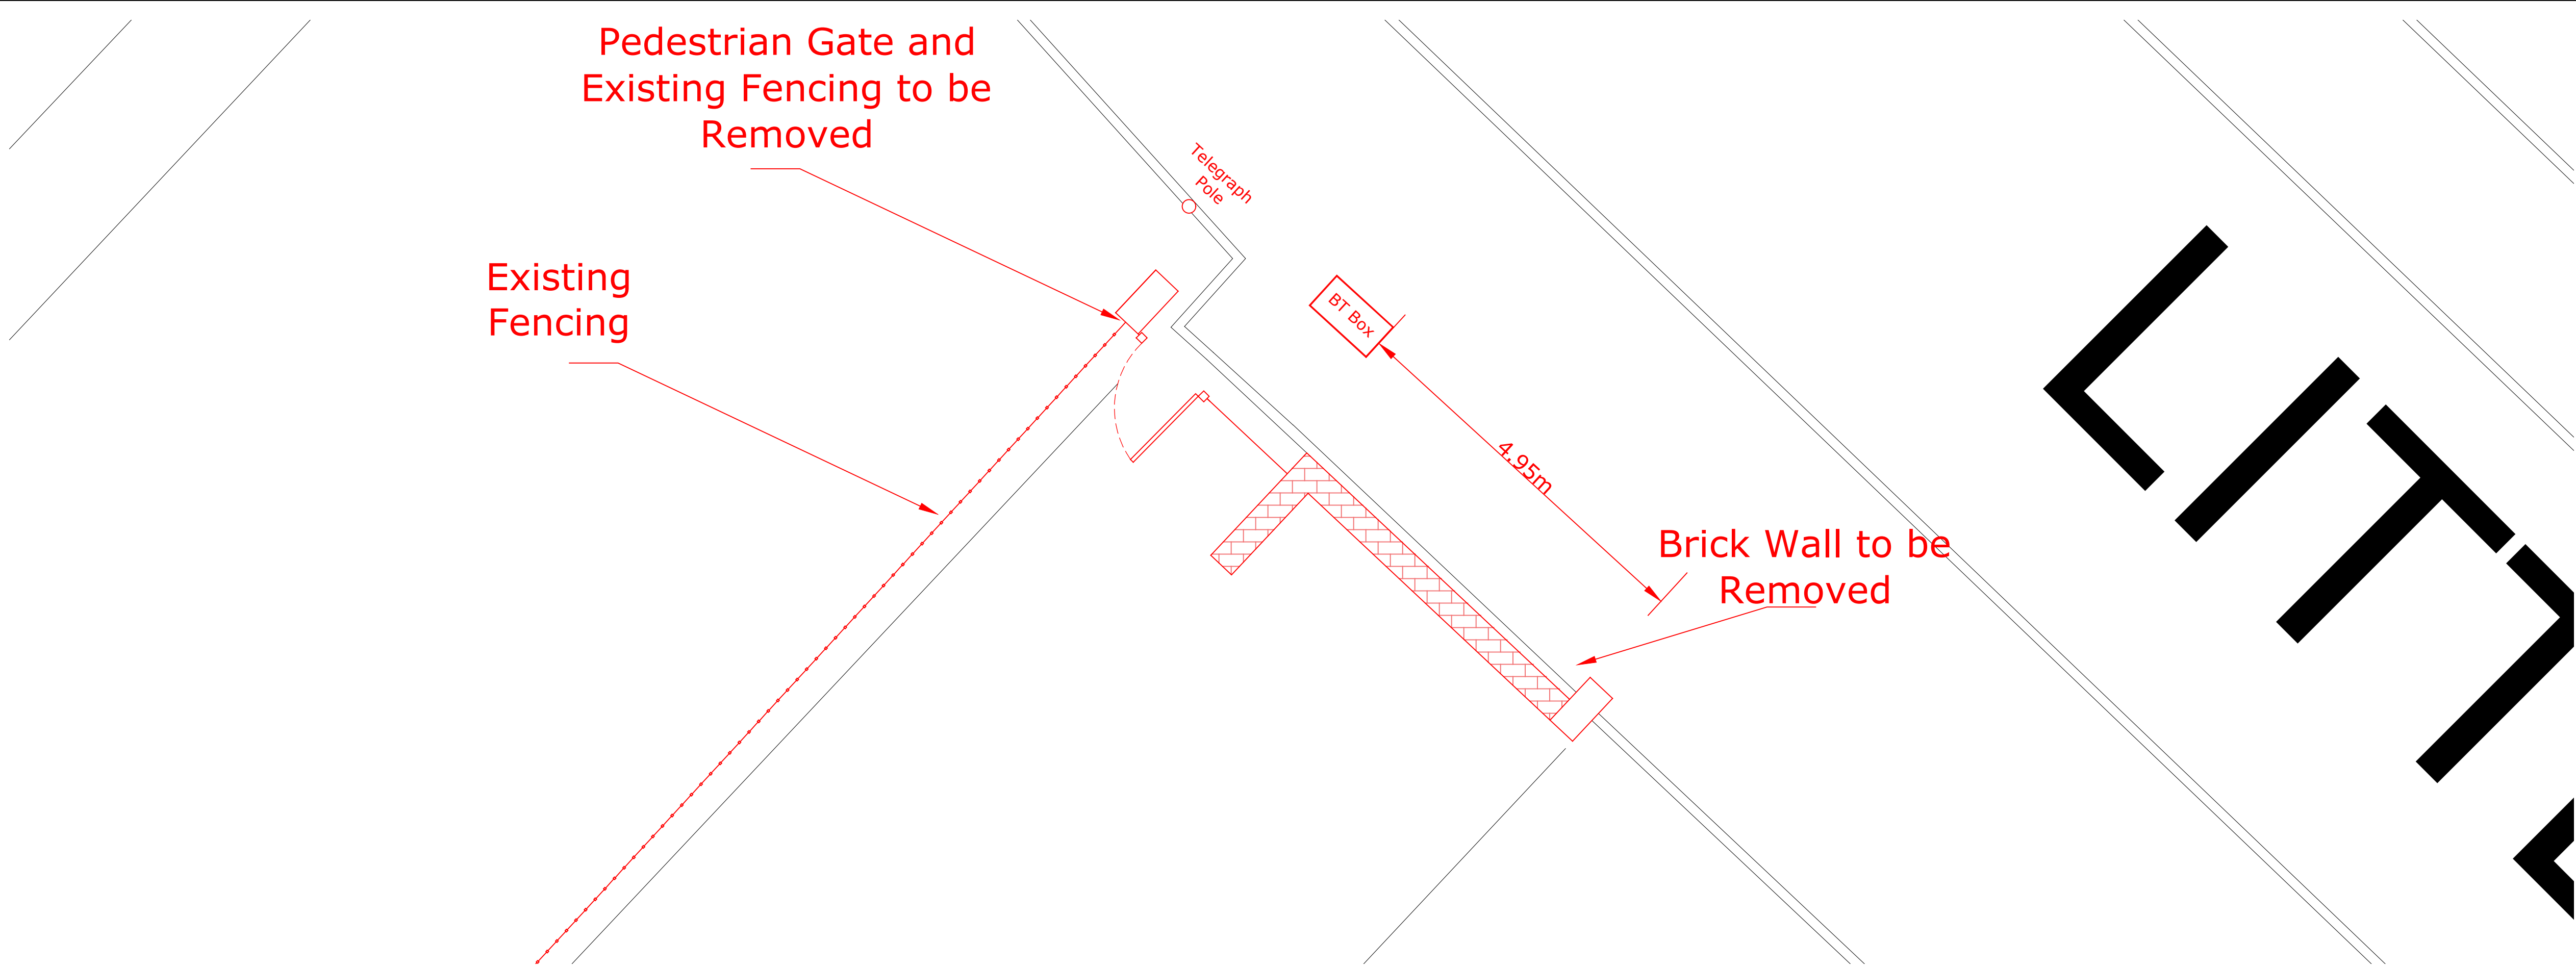 Pedestrian Gate and
Existing Fencing to be
Removed
Telegraph
Pole
Existing
Fencing
BT Box
4.95m
Brick Wall to be
Removed
LITT